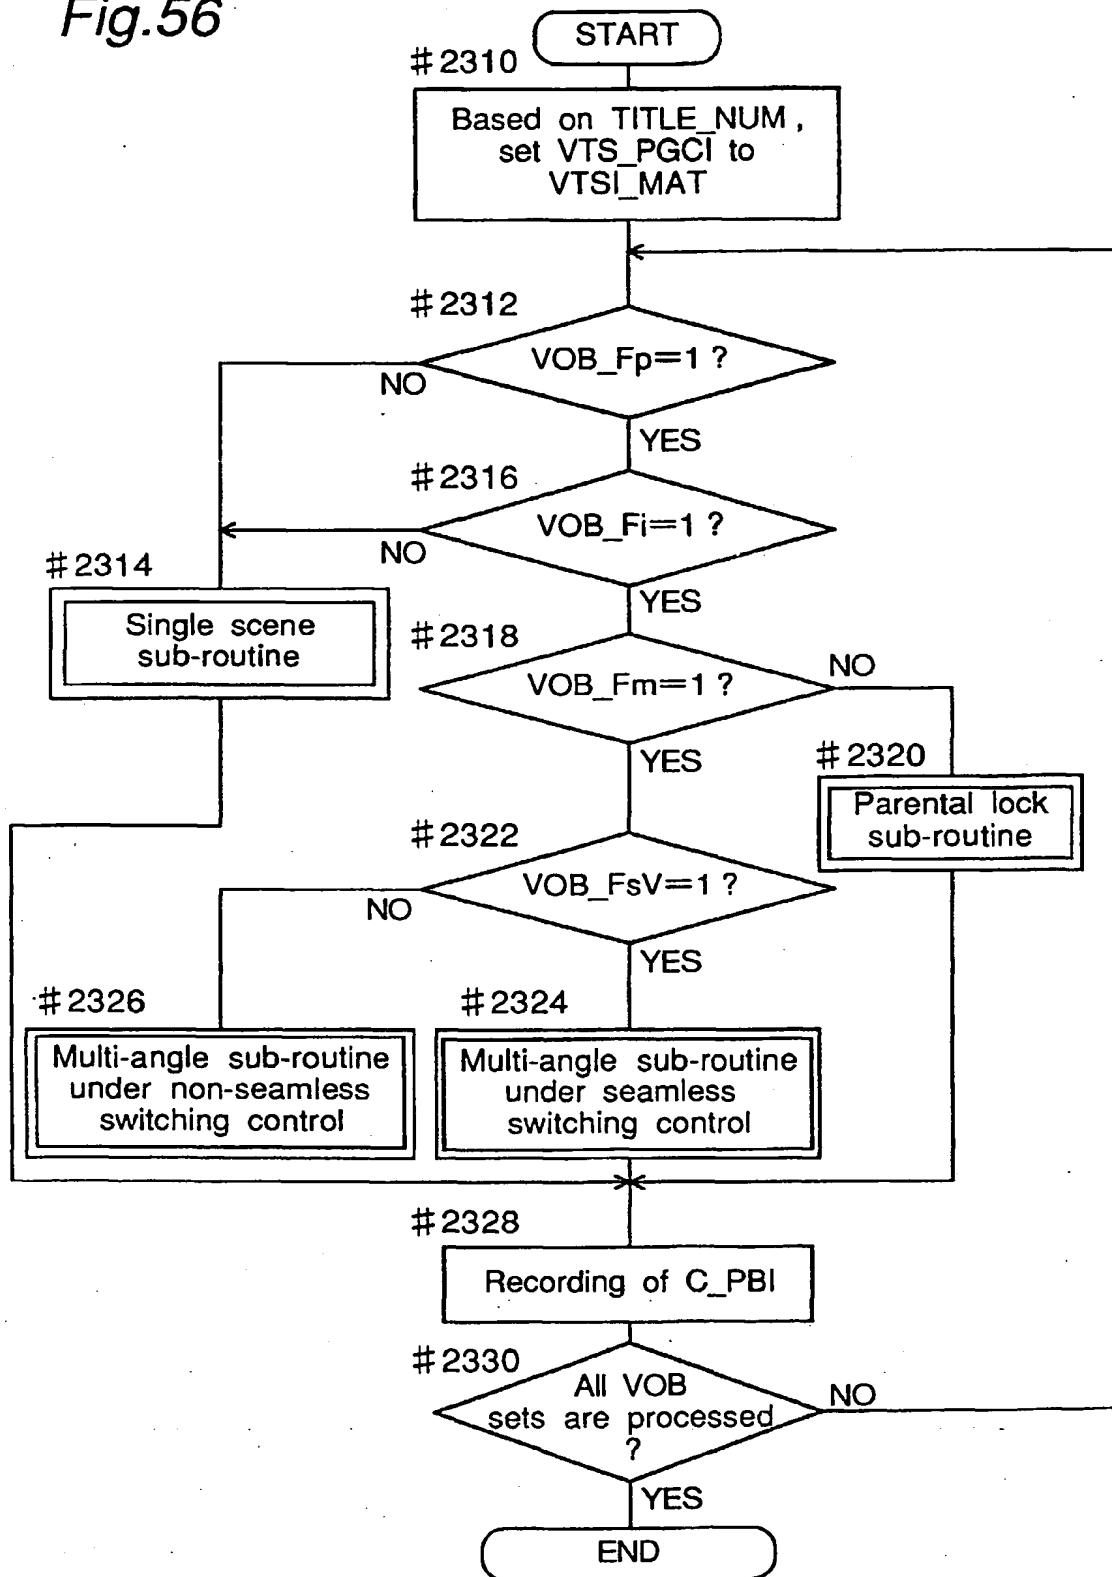 Fig.56
START
#2310
Based on TITLE_NUM,
set VTS_PGCI to
VTSI_MAT
#2312
VOB_Fp=1 ?
NO
YES
#2316
VOB_Fi=1 ?
NO
YES
#2314
Single scene
sub-routine
#2318
VOB_Fm=1 ?
NO
YES
#2320
Parental lock
sub-routine
#2322
VOB_FsV=1 ?
NO
YES
#2326
Multi-angle sub-routine
under non-seamless
switching control
#2324
Multi-angle sub-routine
under seamless
switching control
#2328
Recording of C_PBI
#2330
All VOB
sets are processed
?
NO
YES
END